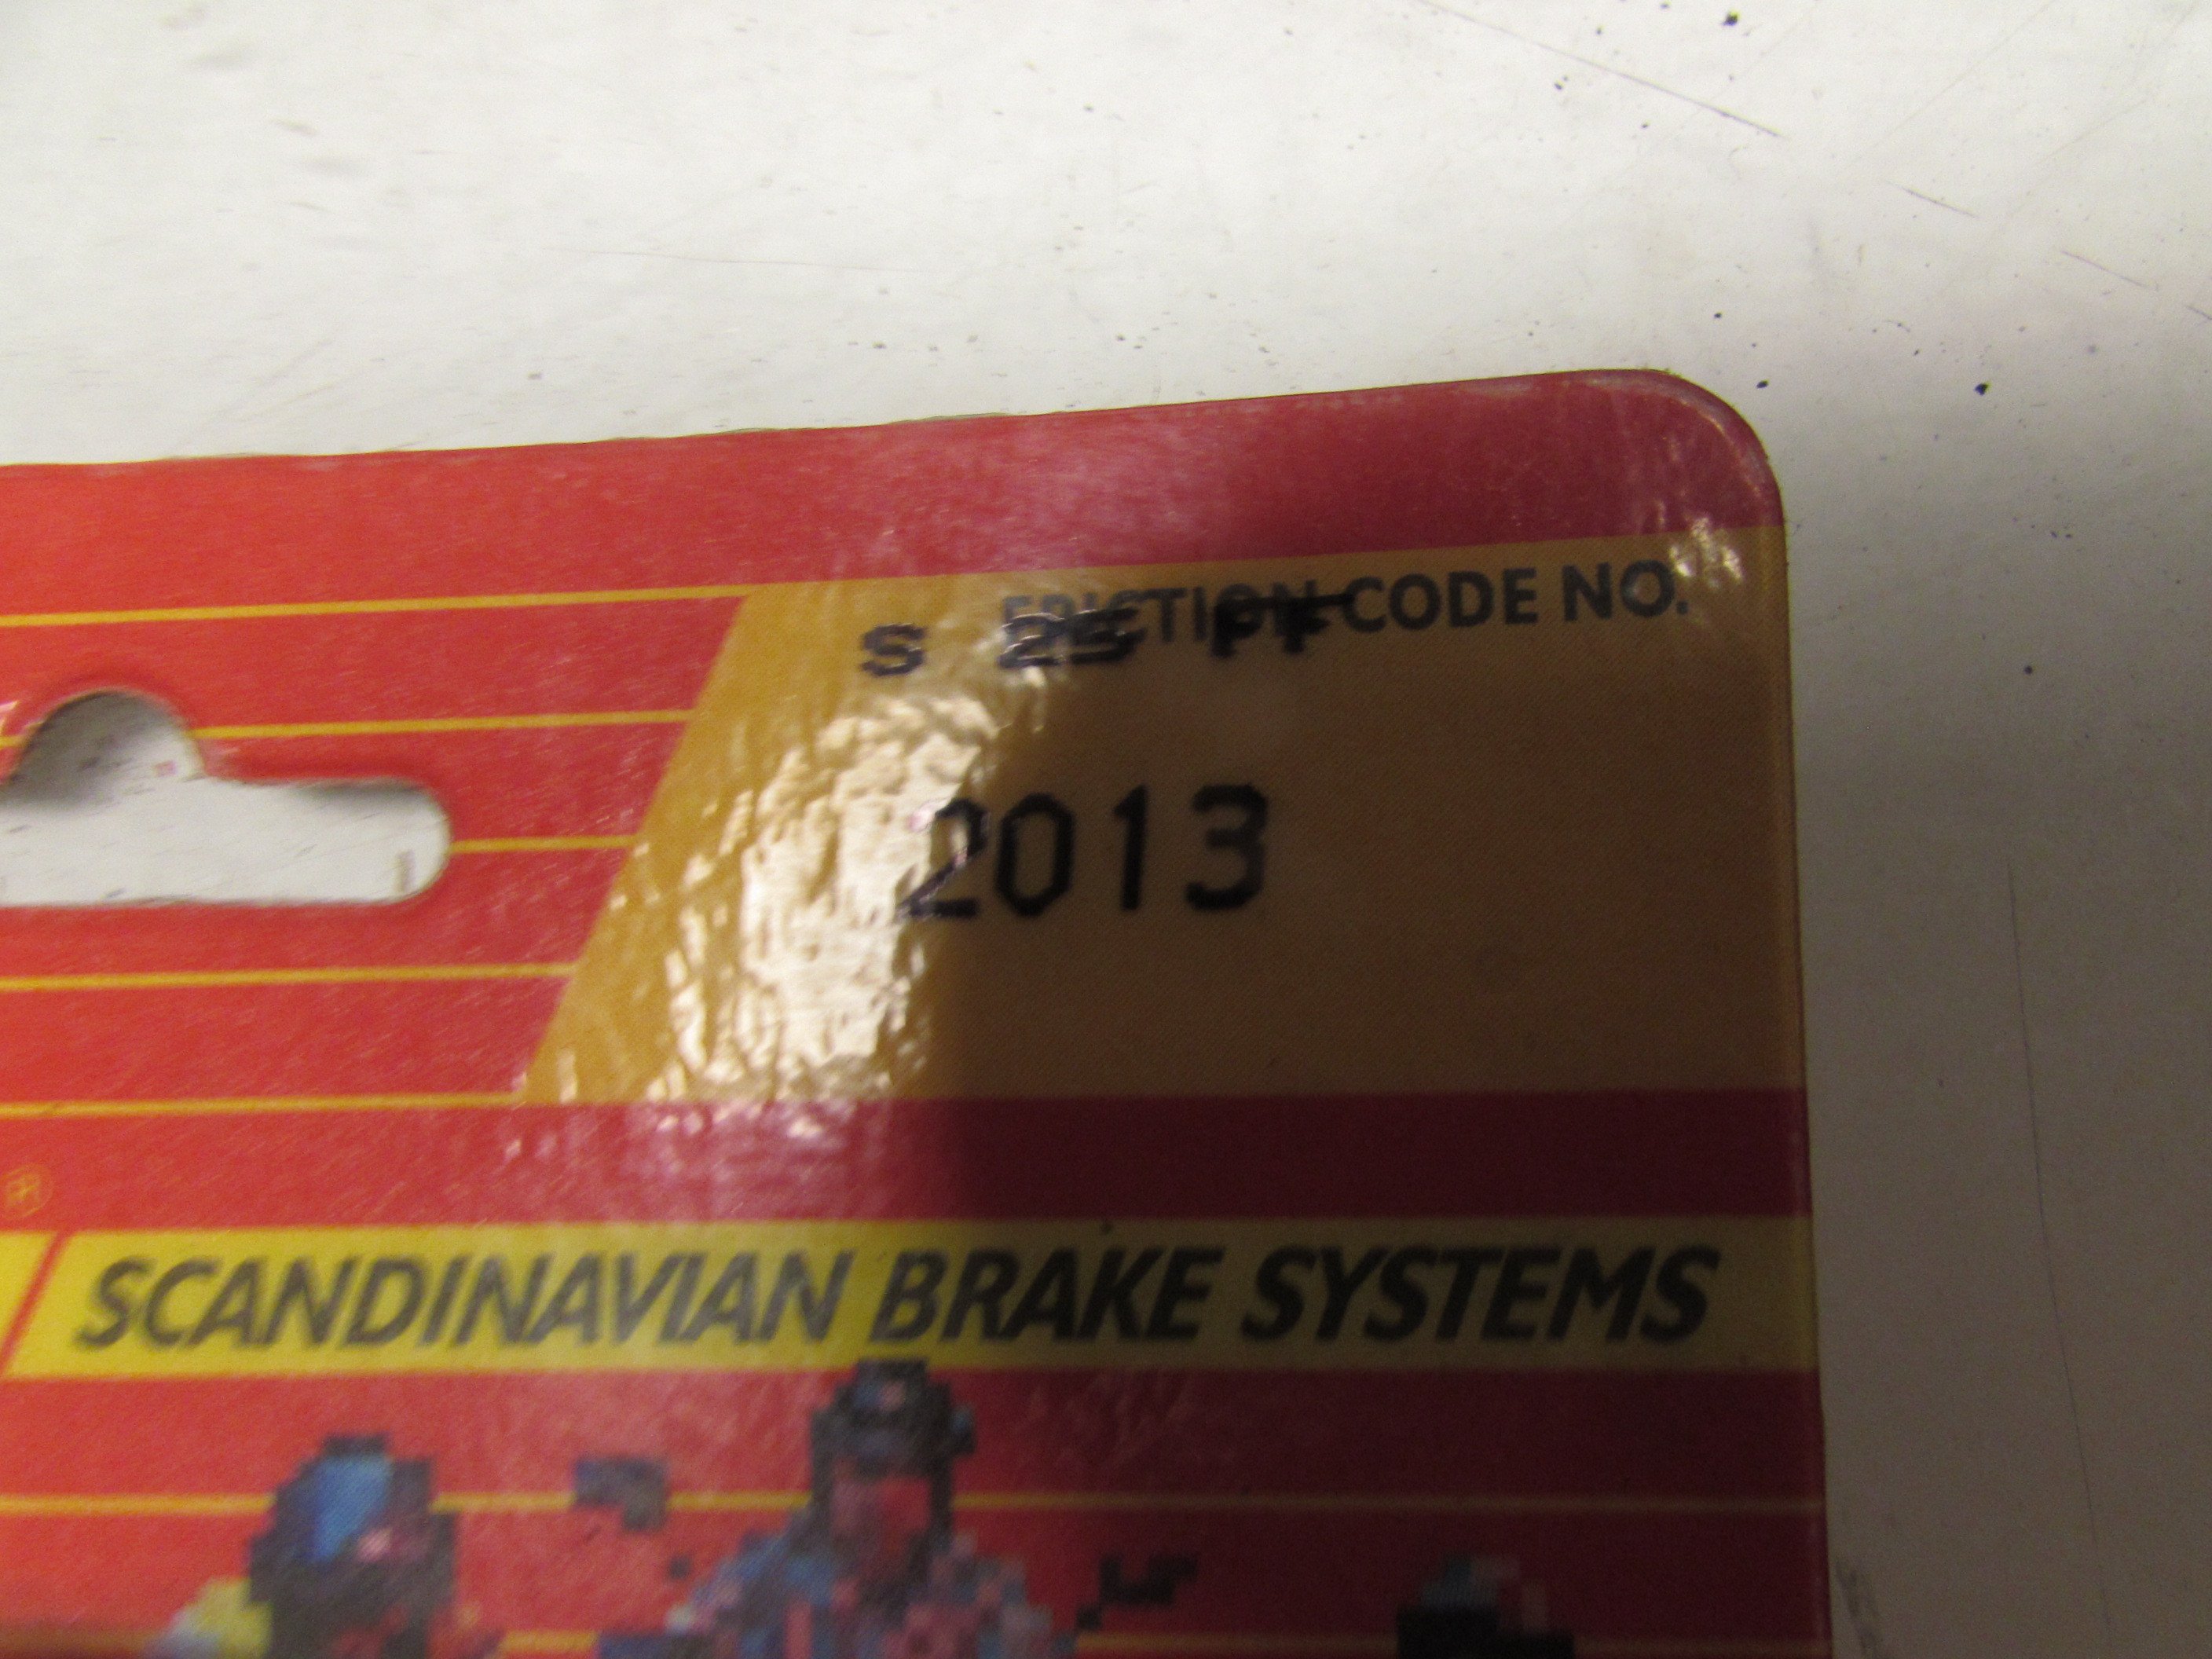 FRICTION CODE NO.
S 25 FF
2013
®
SCANDINAVIAN BRAKE SYSTEMS